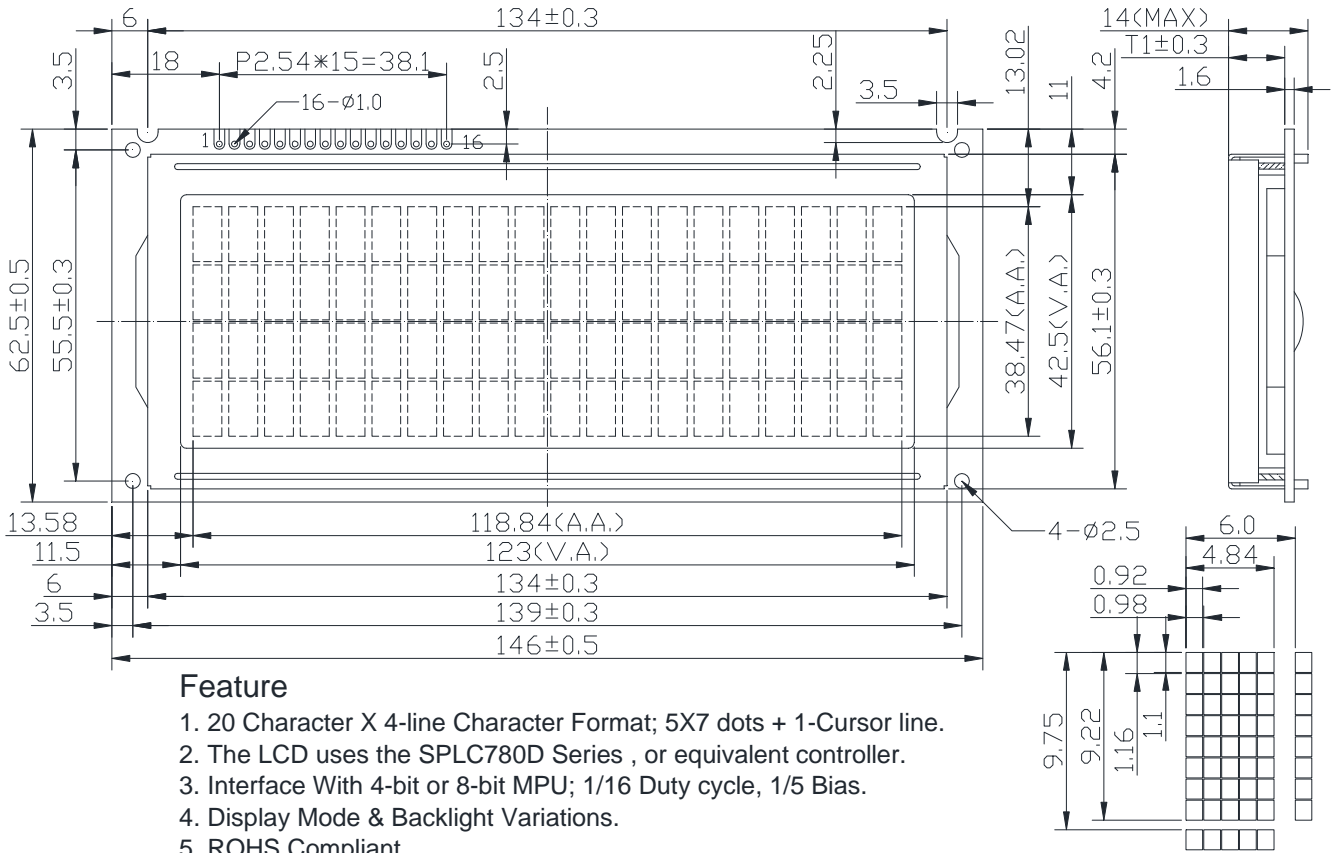 6
134±0.3
14(MAX)
T1±0.3
1.6
3.5
18
P2.54*15=38.1
2.5
2.25
3.5
13.02
11
4.2
16-ø1.0
1
16
62.5±0.5
55.5±0.3
38.47(A.A.)
42.5(V.A.)
56.1±0.3
13.58
118.84(A.A.)
4-ø2.5
11.5
123(V.A.)
6
134±0.3
3.5
139±0.3
146±0.5
6.0
4.84
0.92
0.98
9.75
9.22
1.16
1.1
Feature
1. 20 Character X 4-line Character Format; 5X7 dots + 1-Cursor line.
2. The LCD uses the SPLC780D Series , or equivalent controller.
3. Interface With 4-bit or 8-bit MPU; 1/16 Duty cycle, 1/5 Bias.
4. Display Mode & Backlight Variations.
5. ROHS Compliant